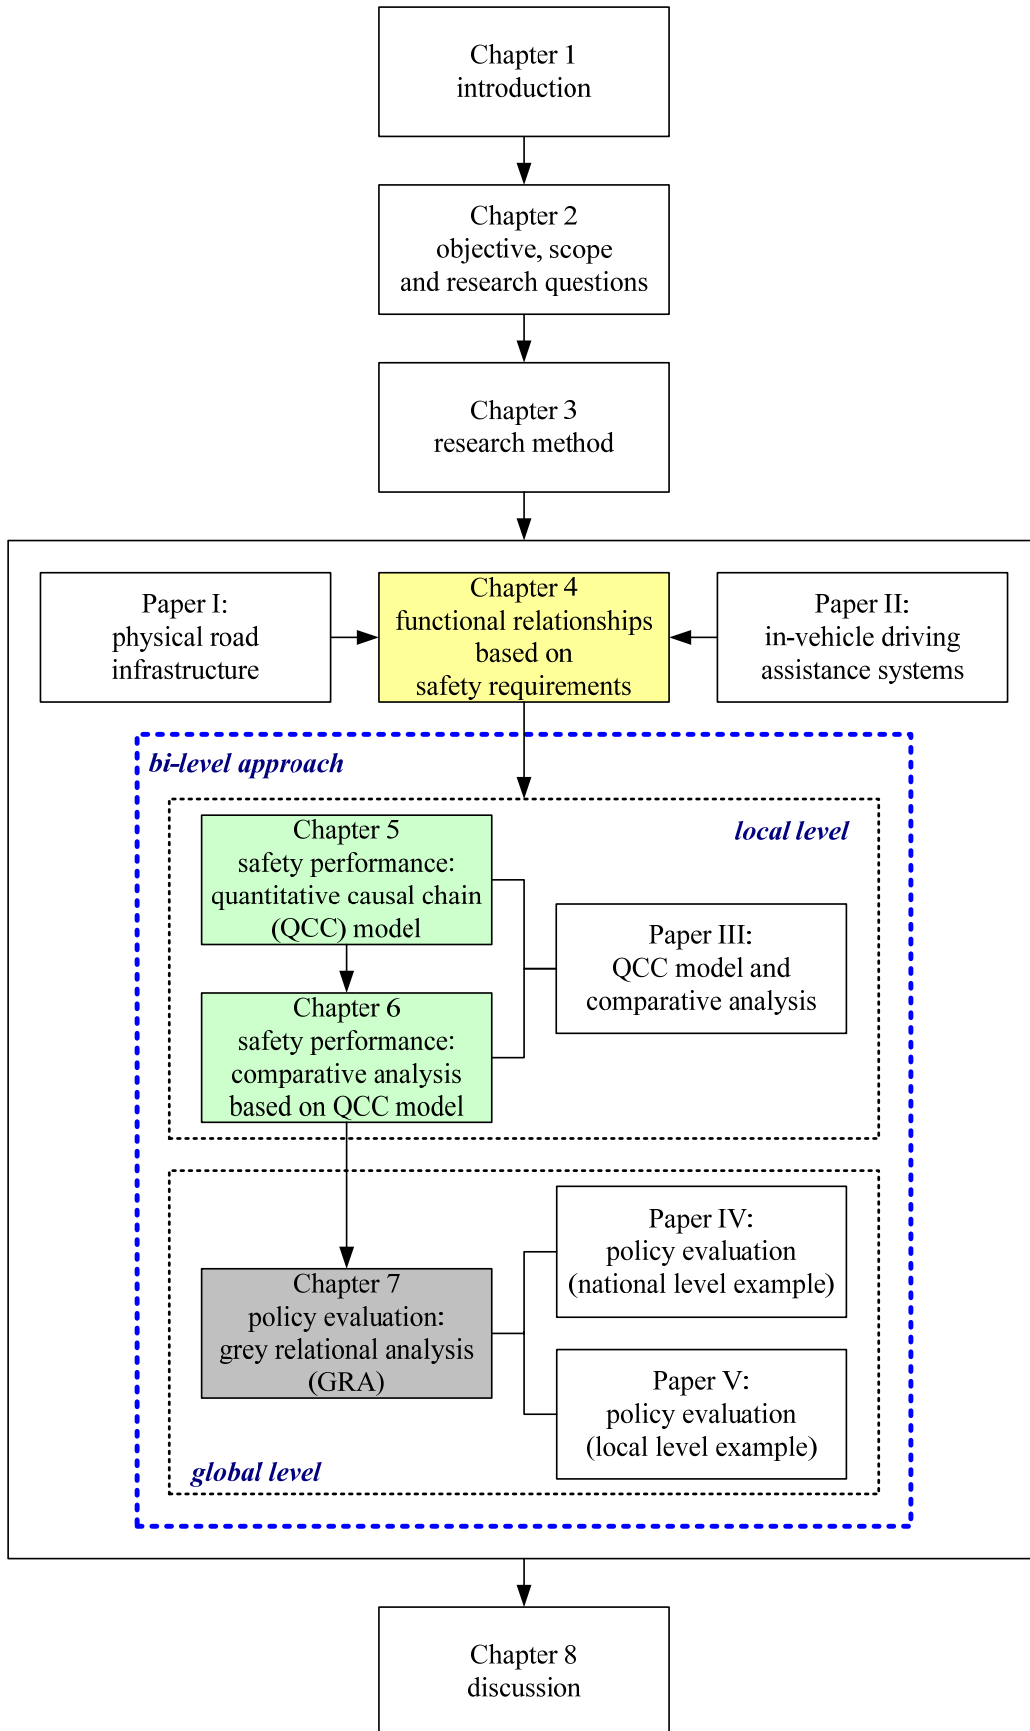 Chapter 1
introduction
Chapter 2
objective, scope
and research questions
Chapter 3
research method
Paper I:
physical road
infrastructure
Chapter 4
functional relationships
based on
safety requirements
Paper II:
in-vehicle driving
assistance systems
bi-level approach
local level
Chapter 5
safety performance:
quantitative causal chain
(QCC) model
Paper III:
QCC model and
comparative analysis
Chapter 6
safety performance:
comparative analysis
based on QCC model
Paper IV:
policy evaluation
(national level example)
Chapter 7
policy evaluation:
grey relational analysis
(GRA)
Paper V:
policy evaluation
(local level example)
global level
Chapter 8
discussion